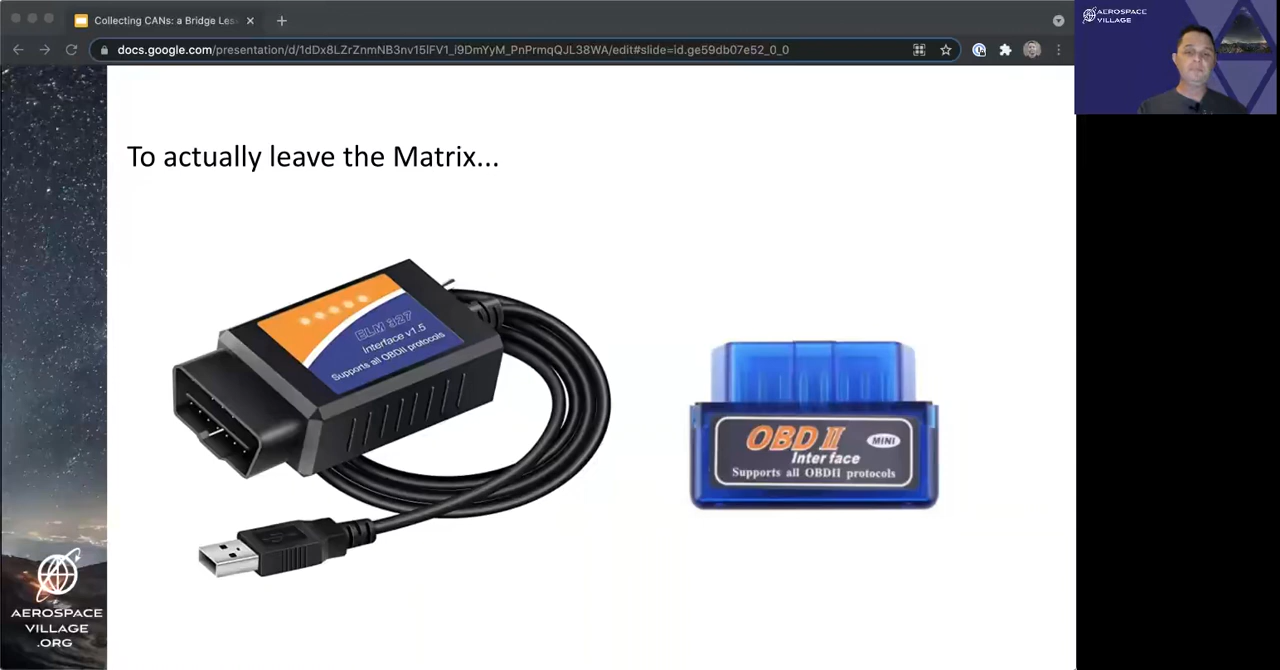 Collecting CANs: a Bridge Les
docs.google.com/presentation/d/1dDx8LZrZnmNB3nv15lFV1_i9DmYyM_PnPrmqQJL38WA/edit#slide=id.ge59db07e52_0_0
AEROSPACE
VILLAGE
To actually leave the Matrix...
ELM 327
Interface v1.5
Supports all OBDII protocols
OBD II
MINI
Interface
Supports all OBDII protocols
AEROSPACE
VILLAGE
.ORG